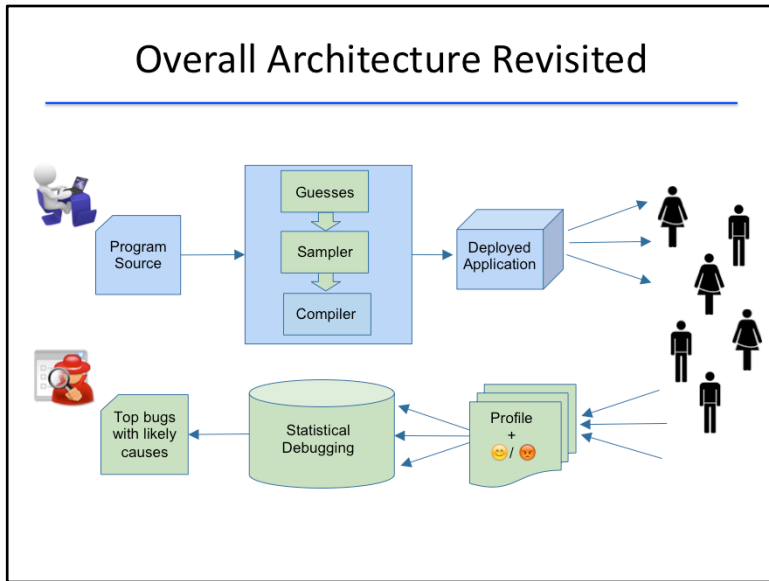 Overall Architecture Revisited
Guesses
Program
Source
Sampler
Deployed
Application
Compiler
Top bugs
with likely
causes
Statistical
Debugging
Profile
+
😊/ 😡